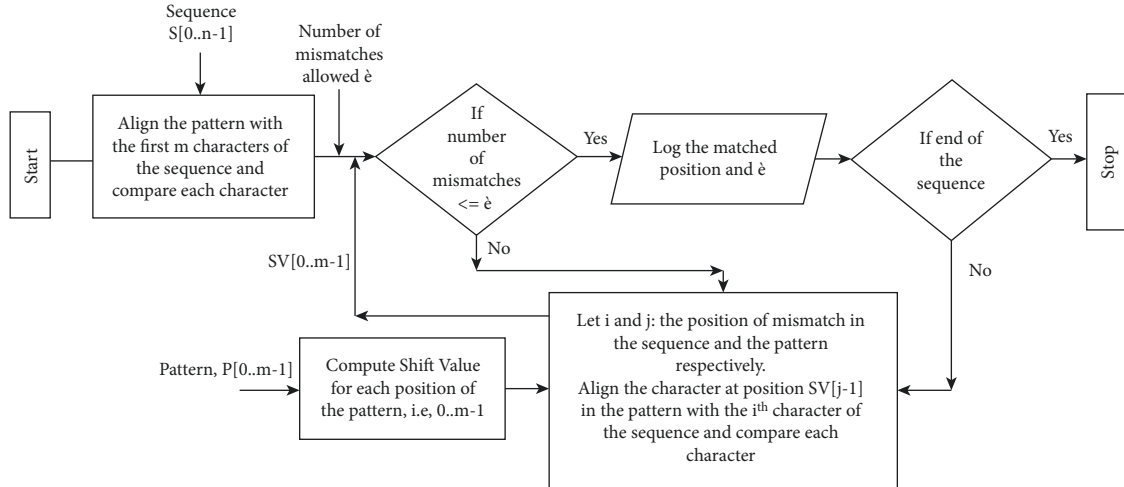 Sequence
S[0..n-1]
Number of
mismatches
allowed è
Start
Align the pattern with
the first m characters of
the sequence and
compare each character
If
number
of
mismatches
<= è
Yes
Log the matched
position and è
If end of
the
sequence
Yes
Stop
No
No
SV[0..m-1]
Pattern, P[0..m-1]
Compute Shift Value
for each position of
the pattern, i.e, 0..m-1
Let i and j: the position of mismatch in
the sequence and the pattern
respectively.
Align the character at position SV[j-1]
in the pattern with the ith character of
the sequence and compare each
character